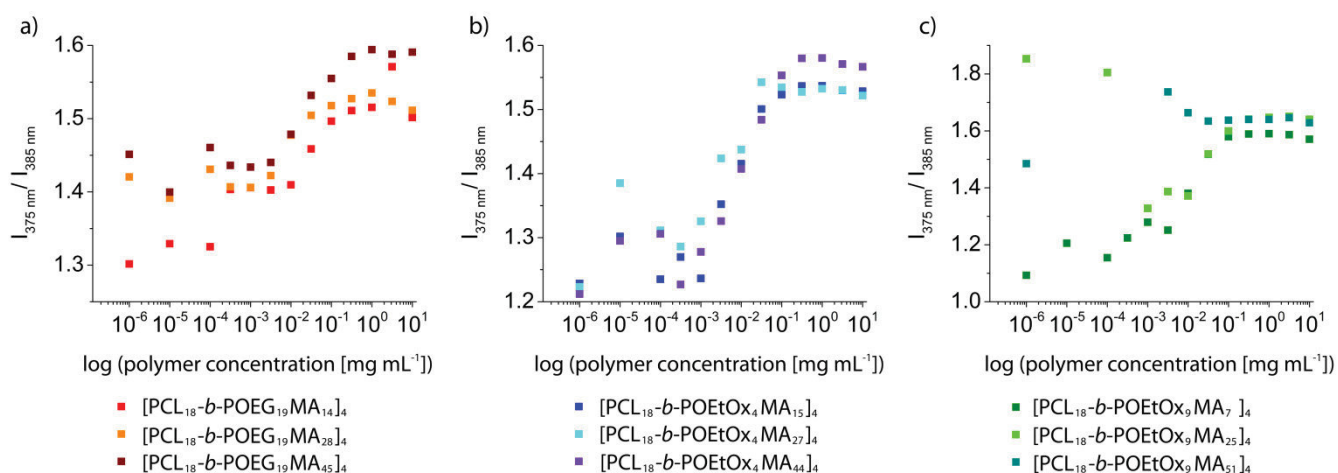 a)
1.6
1.5
1.4
1.3
I375 nm/ I385 nm
10⁻⁶ 10⁻⁵ 10⁻⁴ 10⁻³ 10⁻² 10⁻¹ 10⁰ 10¹
log (polymer concentration [mg mL⁻¹])
[PCL₁₈-b-POEG₁₉MA₁₄]₄
[PCL₁₈-b-POEG₁₉MA₂₈]₄
[PCL₁₈-b-POEG₁₉MA₄₅]₄
b)
1.6
1.5
1.4
1.3
1.2
I375 nm/ I385 nm
10⁻⁶ 10⁻⁵ 10⁻⁴ 10⁻³ 10⁻² 10⁻¹ 10⁰ 10¹
log (polymer concentration [mg mL⁻¹])
[PCL₁₈-b-POEtOx₄MA₁₅]₄
[PCL₁₈-b-POEtOx₄MA₂₇]₄
[PCL₁₈-b-POEtOx₄MA₄₄]₄
c)
1.8
1.6
1.4
1.2
1.0
I375 nm/ I385 nm
10⁻⁶ 10⁻⁵ 10⁻⁴ 10⁻³ 10⁻² 10⁻¹ 10⁰ 10¹
log (polymer concentration [mg mL⁻¹])
[PCL₁₈-b-POEtOx₉MA₇ ]₄
[PCL₁₈-b-POEtOx₉MA₂₅]₄
[PCL₁₈-b-POEtOx₉MA₅₁]₄